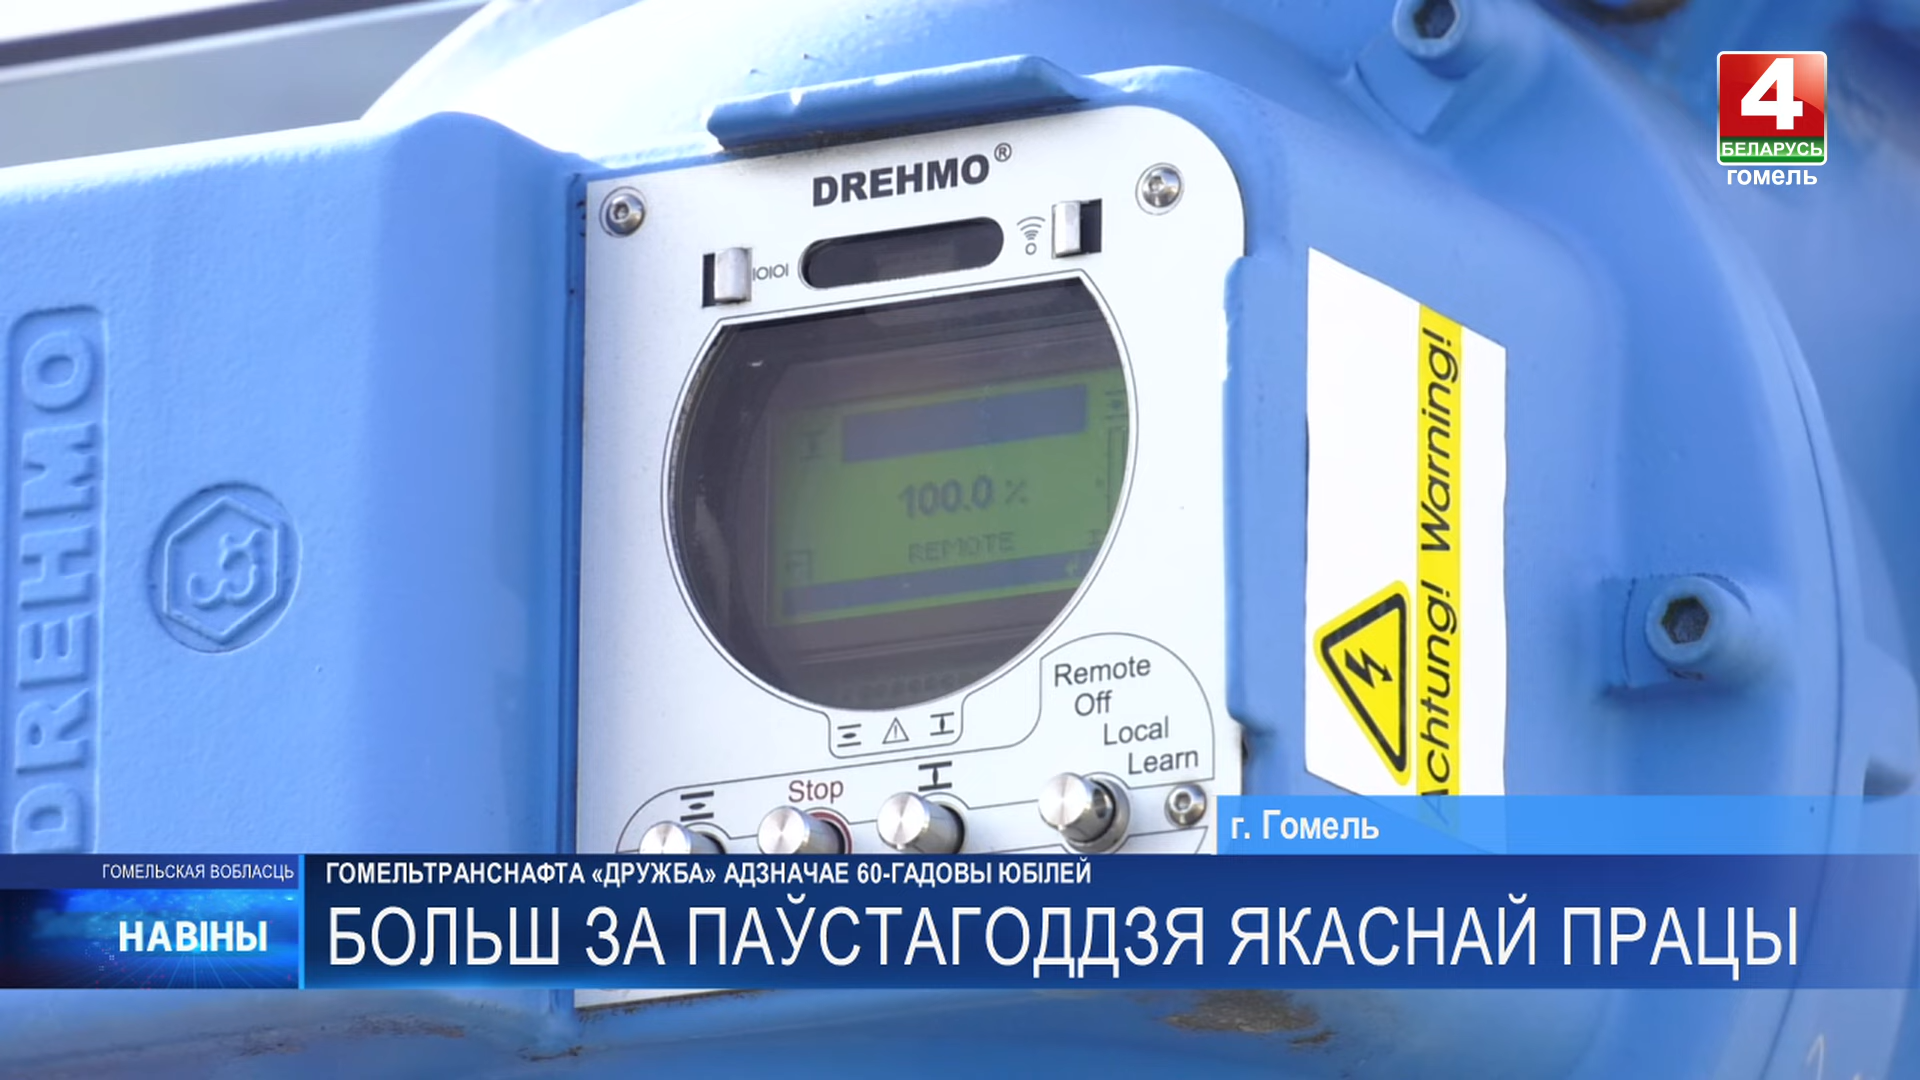 4
БЕЛАРУСЬ
гомель
DREHMO®
IOIOI
DREHMO
Ex
100.0 %
REMOTE
Remote
Off
Local
Learn
Stop
Achtung! Warning!
г. Гомель
ГОМЕЛЬСКАЯ ВОБЛАСЦЬ
НАВІНЫ
ГОМЕЛЬТРАНСНАФТА «ДРУЖБА» АДЗНАЧАЕ 60-ГАДОВЫ ЮБІЛЕЙ
БОЛЬШ ЗА ПАЎСТАГОДДЗЯ ЯКАСНАЙ ПРАЦЫ